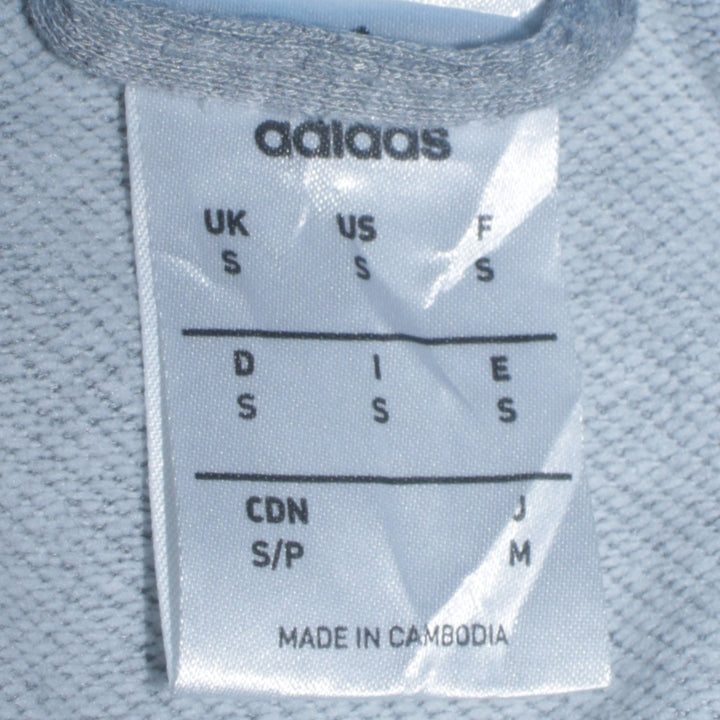 adidas
UK US F
S S S
D I E
S S S
CDN J
S/P M
MADE IN CAMBODIA